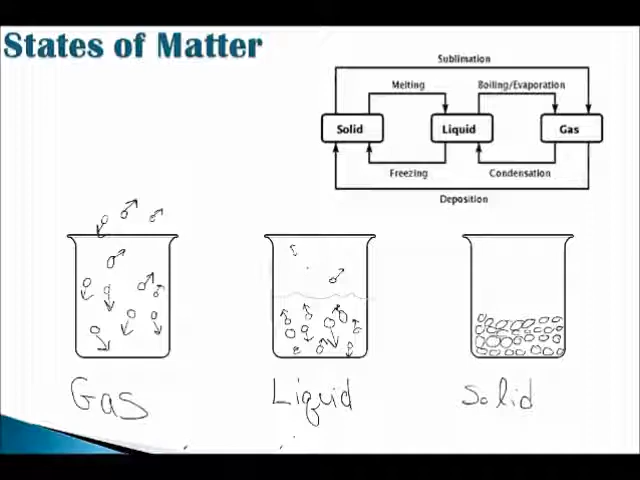 States of Matter
Sublimation
Melting
Boiling/Evaporation
Solid
Liquid
Gas
Freezing
Condensation
Deposition
Gas
Liquid
Solid